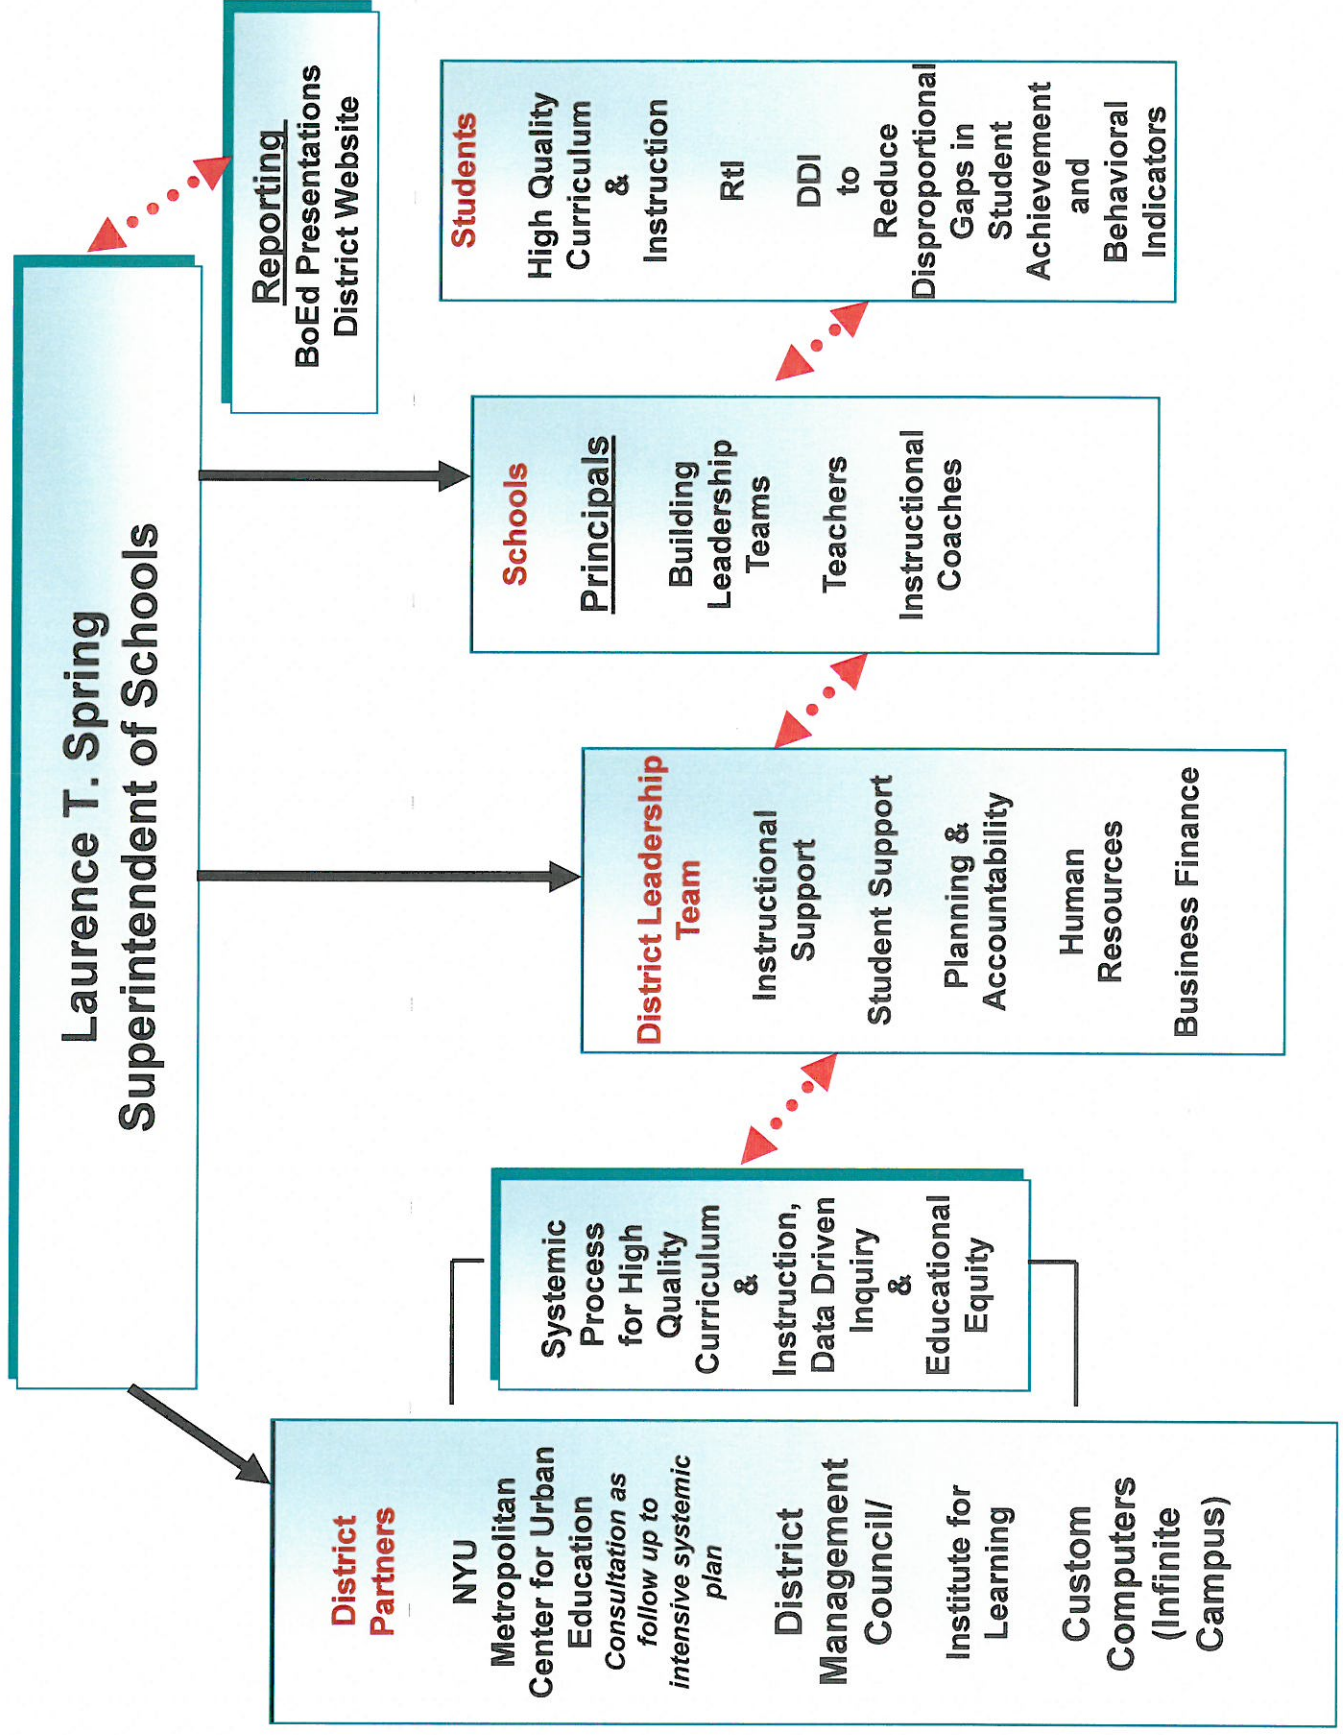 Laurence T. Spring
Superintendent of Schools
Reporting
BoEd Presentations
District Website
District
Partners
NYU
Metropolitan
Center for Urban
Education
Consultation as
follow up to
intensive systemic
plan
District
Management
Council/
Institute for
Learning
Custom
Computers
(Infinite
Campus)
Systemic
Process
for High
Quality
Curriculum
&
Instruction,
Data Driven
Inquiry
&
Educational
Equity
District Leadership
Team
Instructional
Support
Student Support
Planning &
Accountability
Human
Resources
Business Finance
Schools
Principals
Building
Leadership
Teams
Teachers
Instructional
Coaches
Students
High Quality
Curriculum
&
Instruction
RtI
DDI
to
Reduce
Disproportional
Gaps in
Student
Achievement
and
Behavioral
Indicators